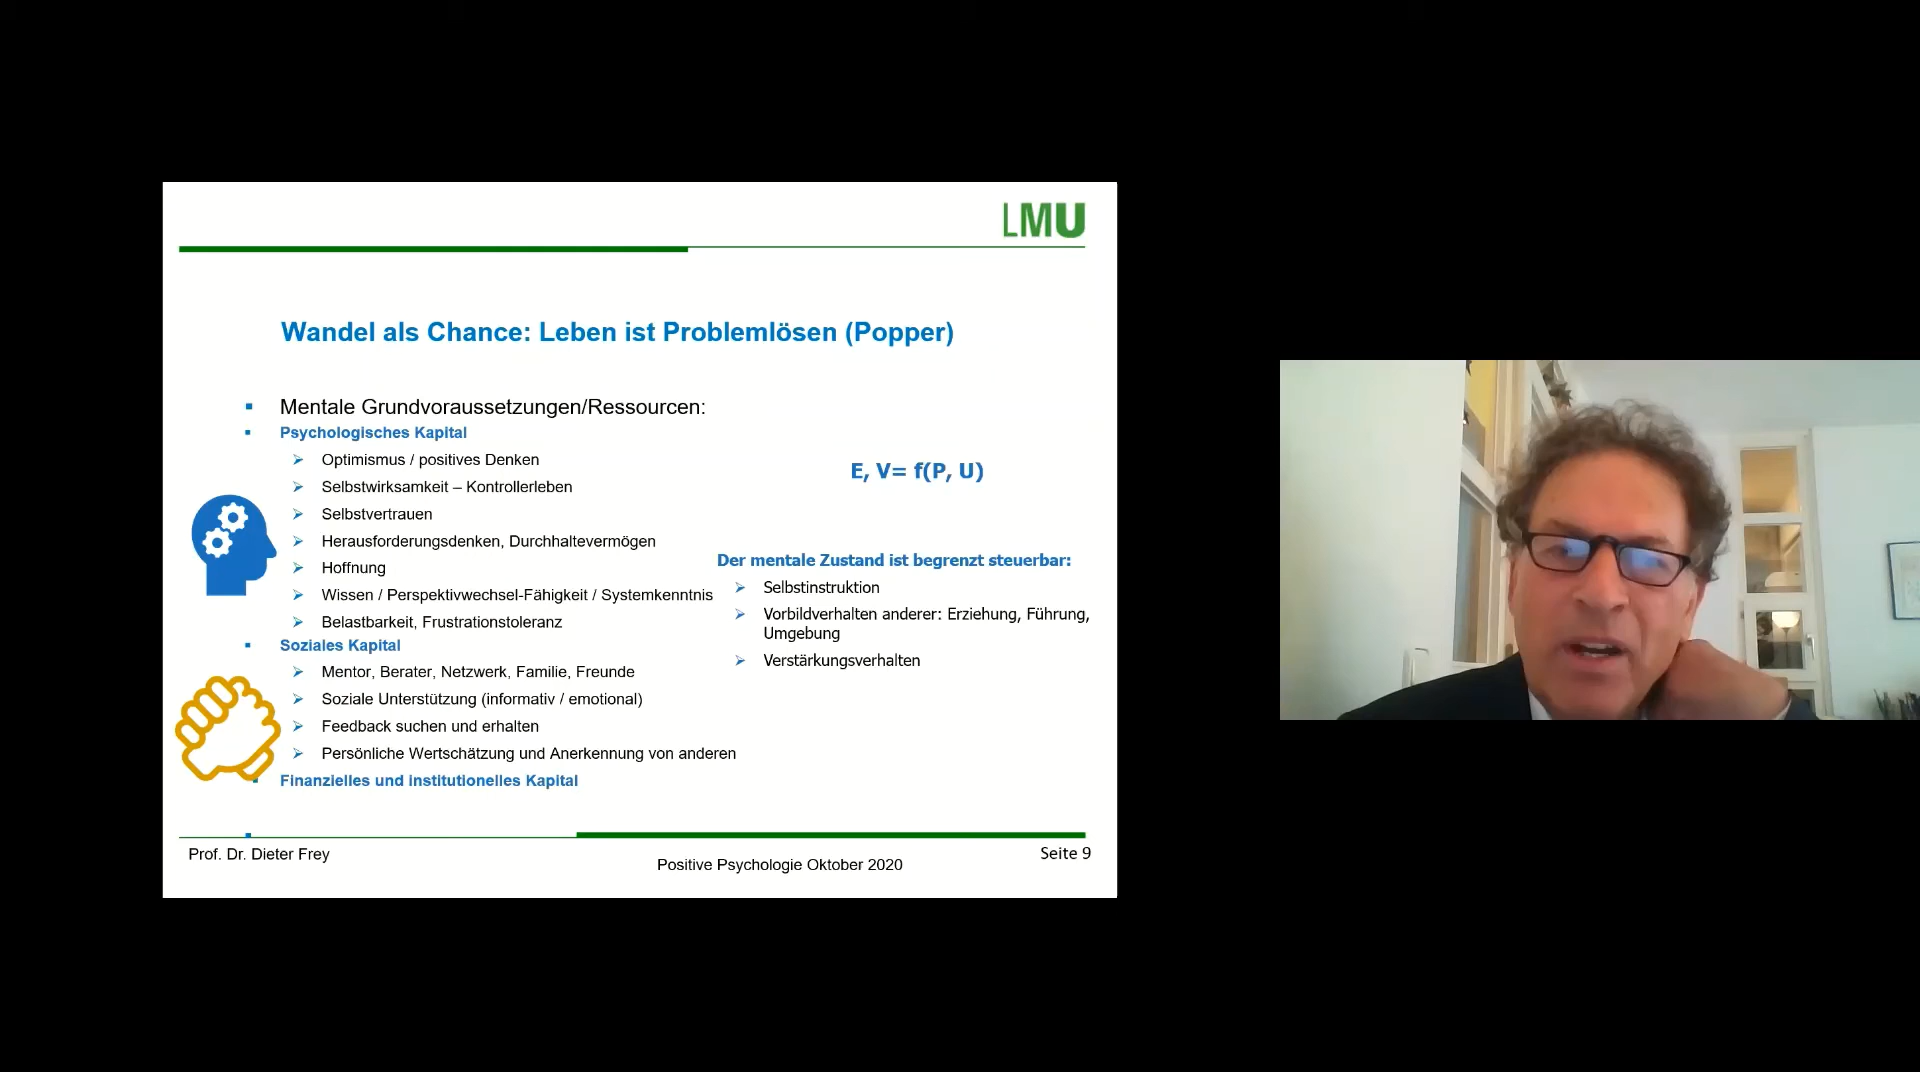 LMU
Wandel als Chance: Leben ist Problemlösen (Popper)
Mentale Grundvoraussetzungen/Ressourcen:
Psychologisches Kapital
Optimismus / positives Denken
Selbstwirksamkeit – Kontrollerleben
Selbstvertrauen
Herausforderungsdenken, Durchhaltevermögen
Hoffnung
Wissen / Perspektivwechsel-Fähigkeit / Systemkenntnis
Belastbarkeit, Frustrationstoleranz
Soziales Kapital
Mentor, Berater, Netzwerk, Familie, Freunde
Soziale Unterstützung (informativ / emotional)
Feedback suchen und erhalten
Persönliche Wertschätzung und Anerkennung von anderen
Finanzielles und institutionelles Kapital
E, V= f(P, U)
Der mentale Zustand ist begrenzt steuerbar:
Selbstinstruktion
Vorbildverhalten anderer: Erziehung, Führung,
Umgebung
Verstärkungsverhalten
Prof. Dr. Dieter Frey
Positive Psychologie Oktober 2020
Seite 9